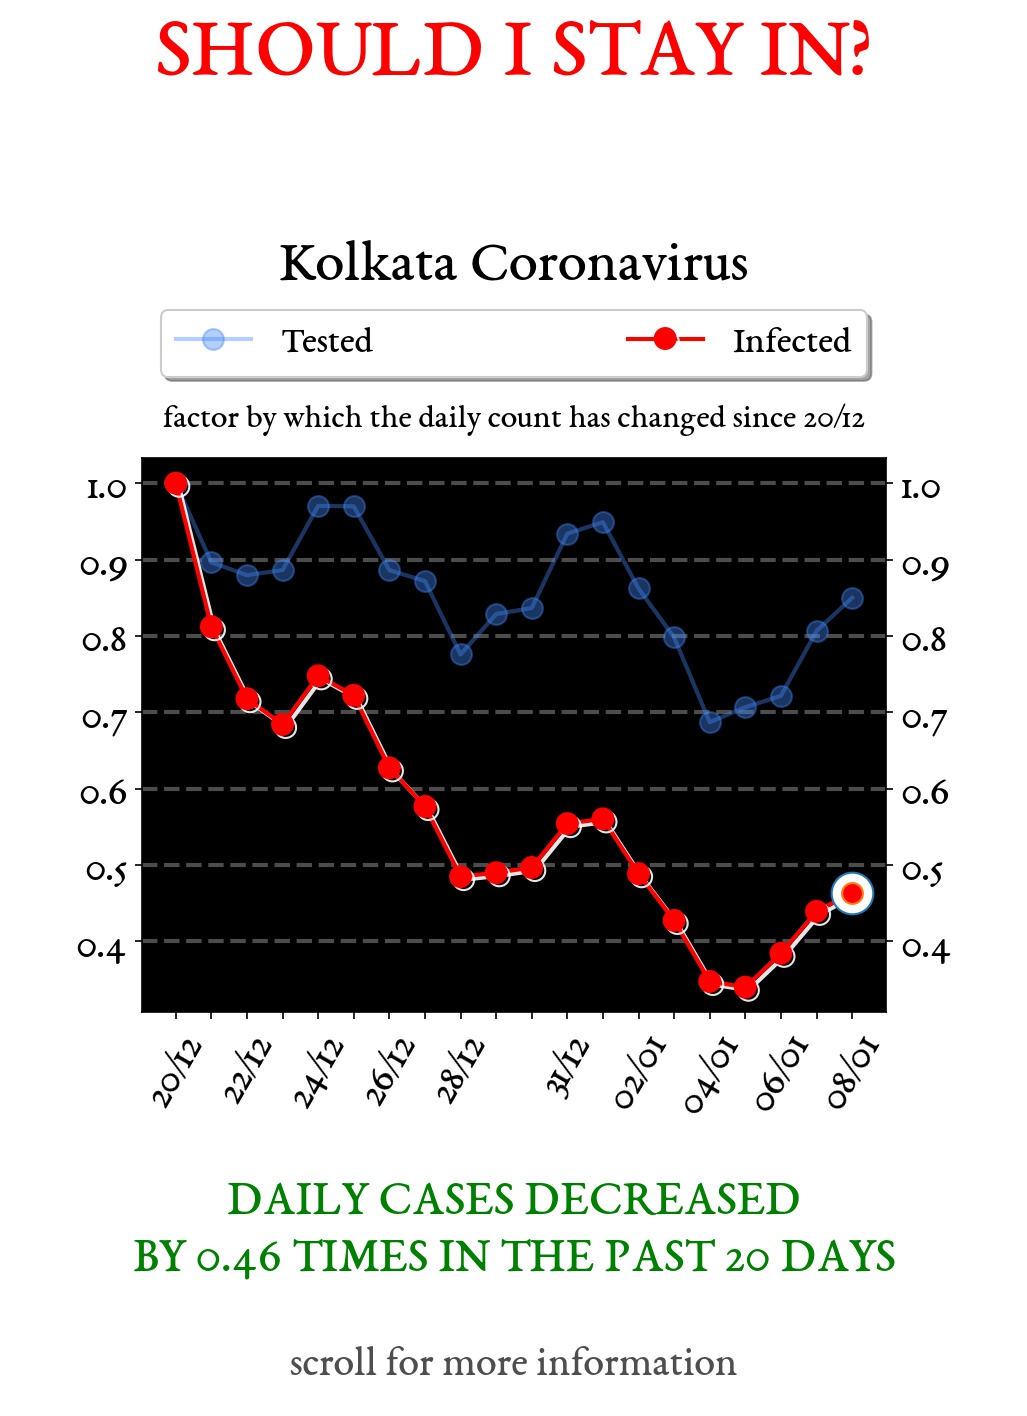 SHOULD I STAY IN?
Kolkata Coronavirus
Tested Infected
factor by which the daily count has changed since 20/12
1.0 1.0
0.9 0.9
0.8 0.8
0.7 0.7
0.6 0.6
0.5 0.5
0.4 0.4
20/12 22/12 24/12 26/12 28/12 31/12 02/01 04/01 06/01 08/01
DAILY CASES DECREASED
BY 0.46 TIMES IN THE PAST 20 DAYS
scroll for more information